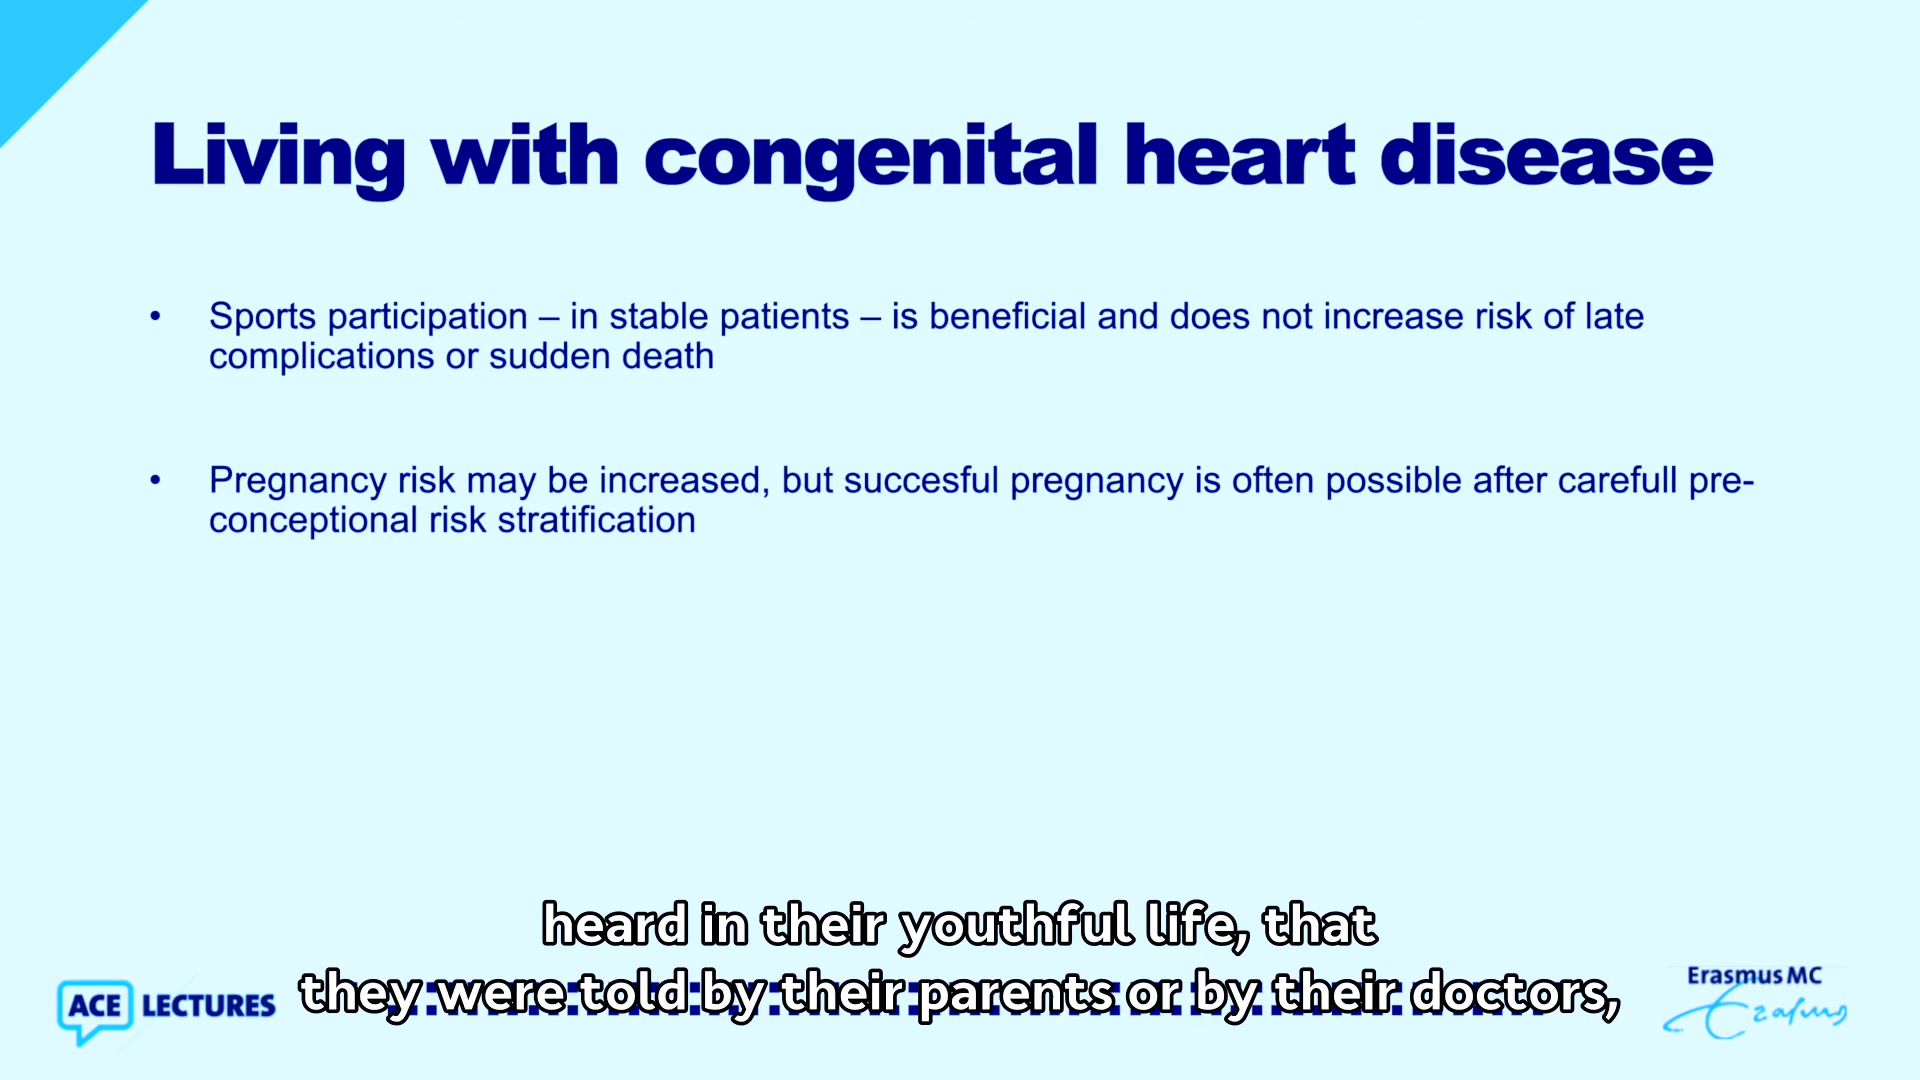 Living with congenital heart disease
• Sports participation – in stable patients – is beneficial and does not increase risk of late
complications or sudden death
• Pregnancy risk may be increased, but succesful pregnancy is often possible after carefull pre-
conceptional risk stratification
heard in their youthful life, that
they were told by their parents or by their doctors,
ACE LECTURES
Erasmus MC
Erasmus